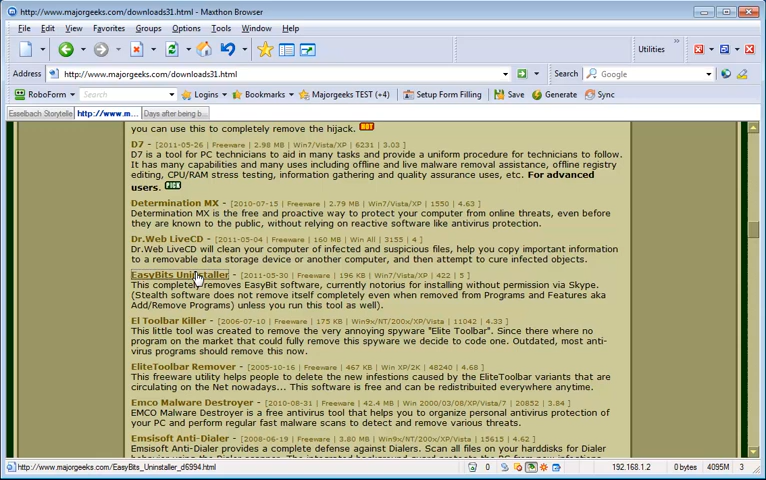 http://www.majorgeeks.com/downloads31.html - Maxthon Browser
File Edit View Favorites Groups Options Tools Window Help
Utilities
Address http://www.majorgeeks.com/downloads31.html Search Google
RoboForm Search Logins Bookmarks Majorgeeks TEST (+4) Setup Form Filling Save Generate Sync
Esselbach Storytelle http://www.m... Days after being b...
you can use this to completely remove the hijack. HOT
D7 - [2011-05-26 | Freeware | 2.98 MB | Win7/Vista/XP | 6231 | 3.03 ]
D7 is a tool for PC technicians to aid in many tasks and provide a uniform procedure for technicians to follow.
It has many capabilities and many uses including offline and live malware removal assistance, offline registry
editing, CPU/RAM stress testing, information gathering and quality assurance uses, etc. For advanced
users. PICK
Determination MX - [2010-07-15 | Freeware | 2.79 MB | Win7/Vista/XP | 1550 | 4.63 ]
Determination MX is the free and proactive way to protect your computer from online threats, even before
they are known to the public, without relying on reactive software like antivirus protection.
Dr.Web LiveCD - [2011-05-04 | Freeware | 160 MB | Win All | 3155 | 4 ]
Dr.Web LiveCD will clean your computer of infected and suspicious files, help you copy important information
to a removable data storage device or another computer, and then attempt to cure infected objects.
EasyBits Uninstaller - [2011-05-30 | Freeware | 196 KB | Win7/Vista/XP | 422 | 5 ]
This completely removes EasyBit software, currently notorius for installing without permission via Skype.
(Stealth software does not remove itself completely even when removed from Programs and Features aka
Add/Remove Programs) unless you run this tool as well).
El Toolbar Killer - [2006-07-10 | Freeware | 175 KB | Win9x/NT/200x/XP | 11042 | 4.33 ]
This little tool was created to remove the very annoying spyware "Elite Toolbar". Since there where no
program on the market that could fully remove this spyware we decide to code one. Outdated, most anti-
virus programs should remove this now.
EliteToolbar Remover - [2005-10-16 | Freeware | 467 KB | Win XP/2K | 48240 | 4.68 ]
This freeware utility helps people to delete the new infestions caused by the EliteToolbar variants that are
circulating on the Net nowadays... This software is free and can be redistribuited everywhere anytime.
Emco Malware Destroyer - [2010-08-31 | Freeware | 42.4 MB | Win 2000/03/08/XP/Vista/7 | 20852 | 3.84 ]
EMCO Malware Destroyer is a free antivirus tool that helps you to organize personal antivirus protection of
your PC and perform regular fast malware scans to detect and remove various threats.
Emsisoft Anti-Dialer - [2008-06-19 | Freeware | 3.80 MB | Win9x/NT/200x/XP/Vista | 15615 | 4.62 ]
Emsisoft Anti-Dialer provides a complete defense against Dialers. Scan all files on your harddisks for Dialer
http://www.majorgeeks.com/EasyBits_Uninstaller_d6994.html 0 192.168.1.2 0 bytes 4095M 3